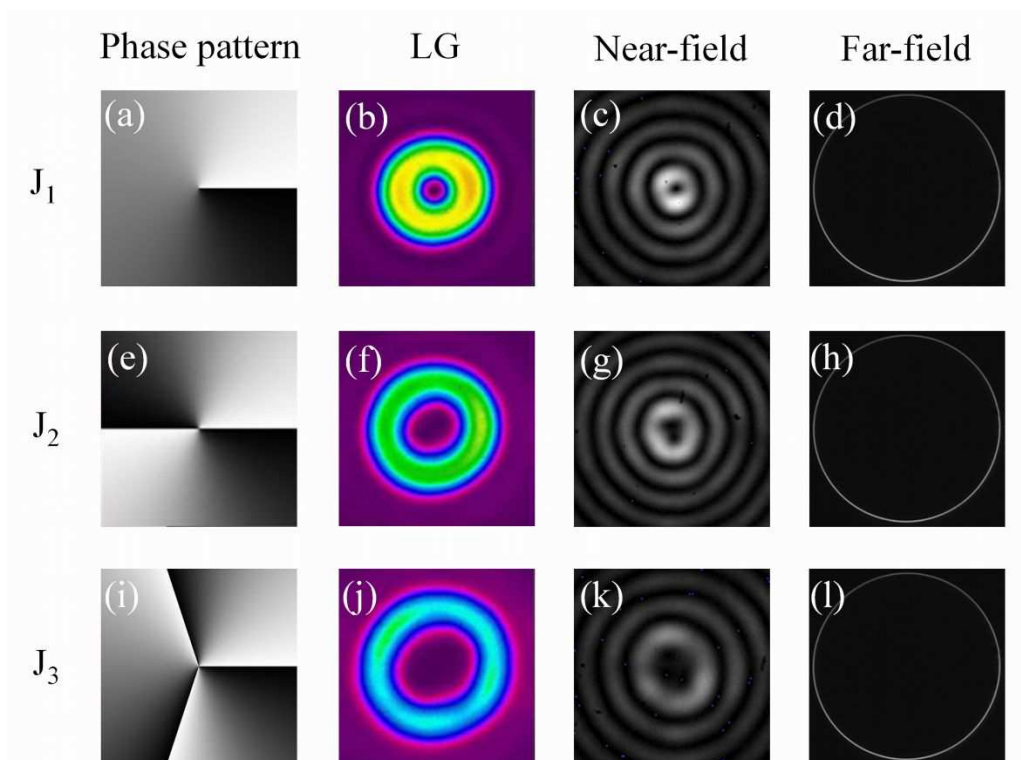 Phase pattern LG Near-field Far-field
J₁ (a) (b) (c) (d)
J₂ (e) (f) (g) (h)
J₃ (i) (j) (k) (l)